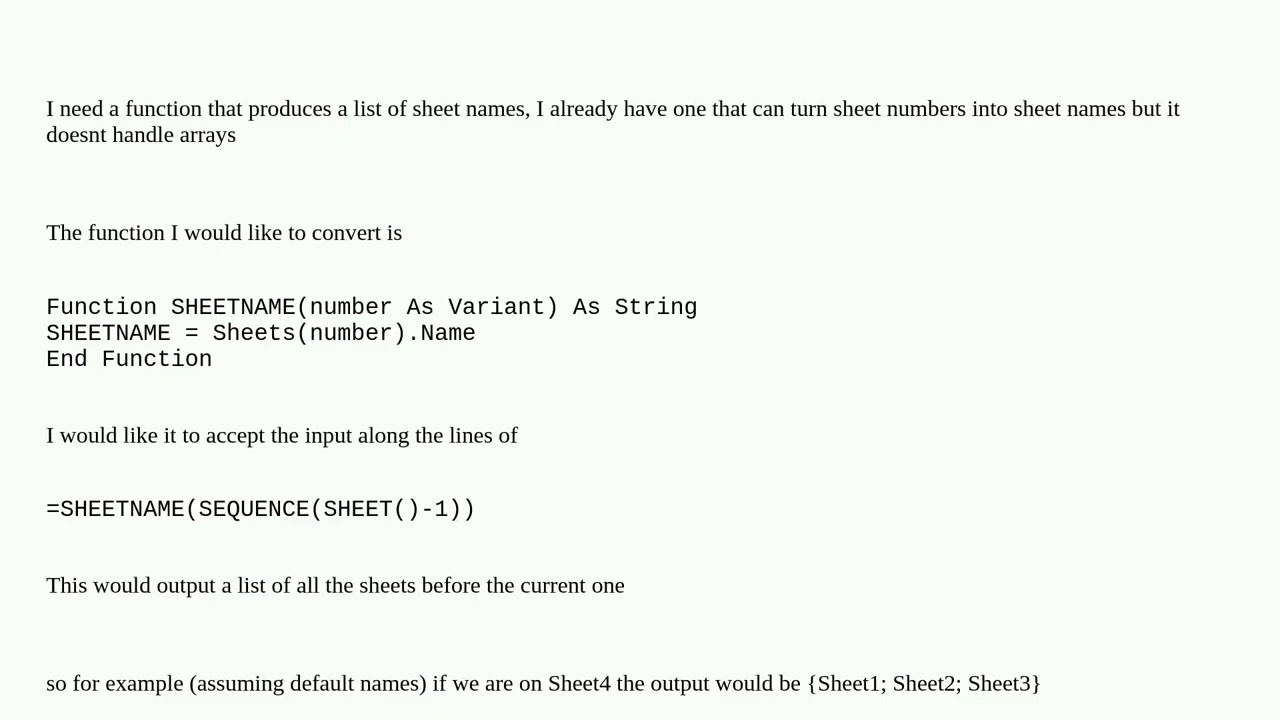 I need a function that produces a list of sheet names, I already have one that can turn sheet numbers into sheet names but it
doesnt handle arrays
The function I would like to convert is
Function SHEETNAME(number As Variant) As String
SHEETNAME = Sheets(number).Name
End Function
I would like it to accept the input along the lines of
=SHEETNAME(SEQUENCE(SHEET()-1))
This would output a list of all the sheets before the current one
so for example (assuming default names) if we are on Sheet4 the output would be {Sheet1; Sheet2; Sheet3}